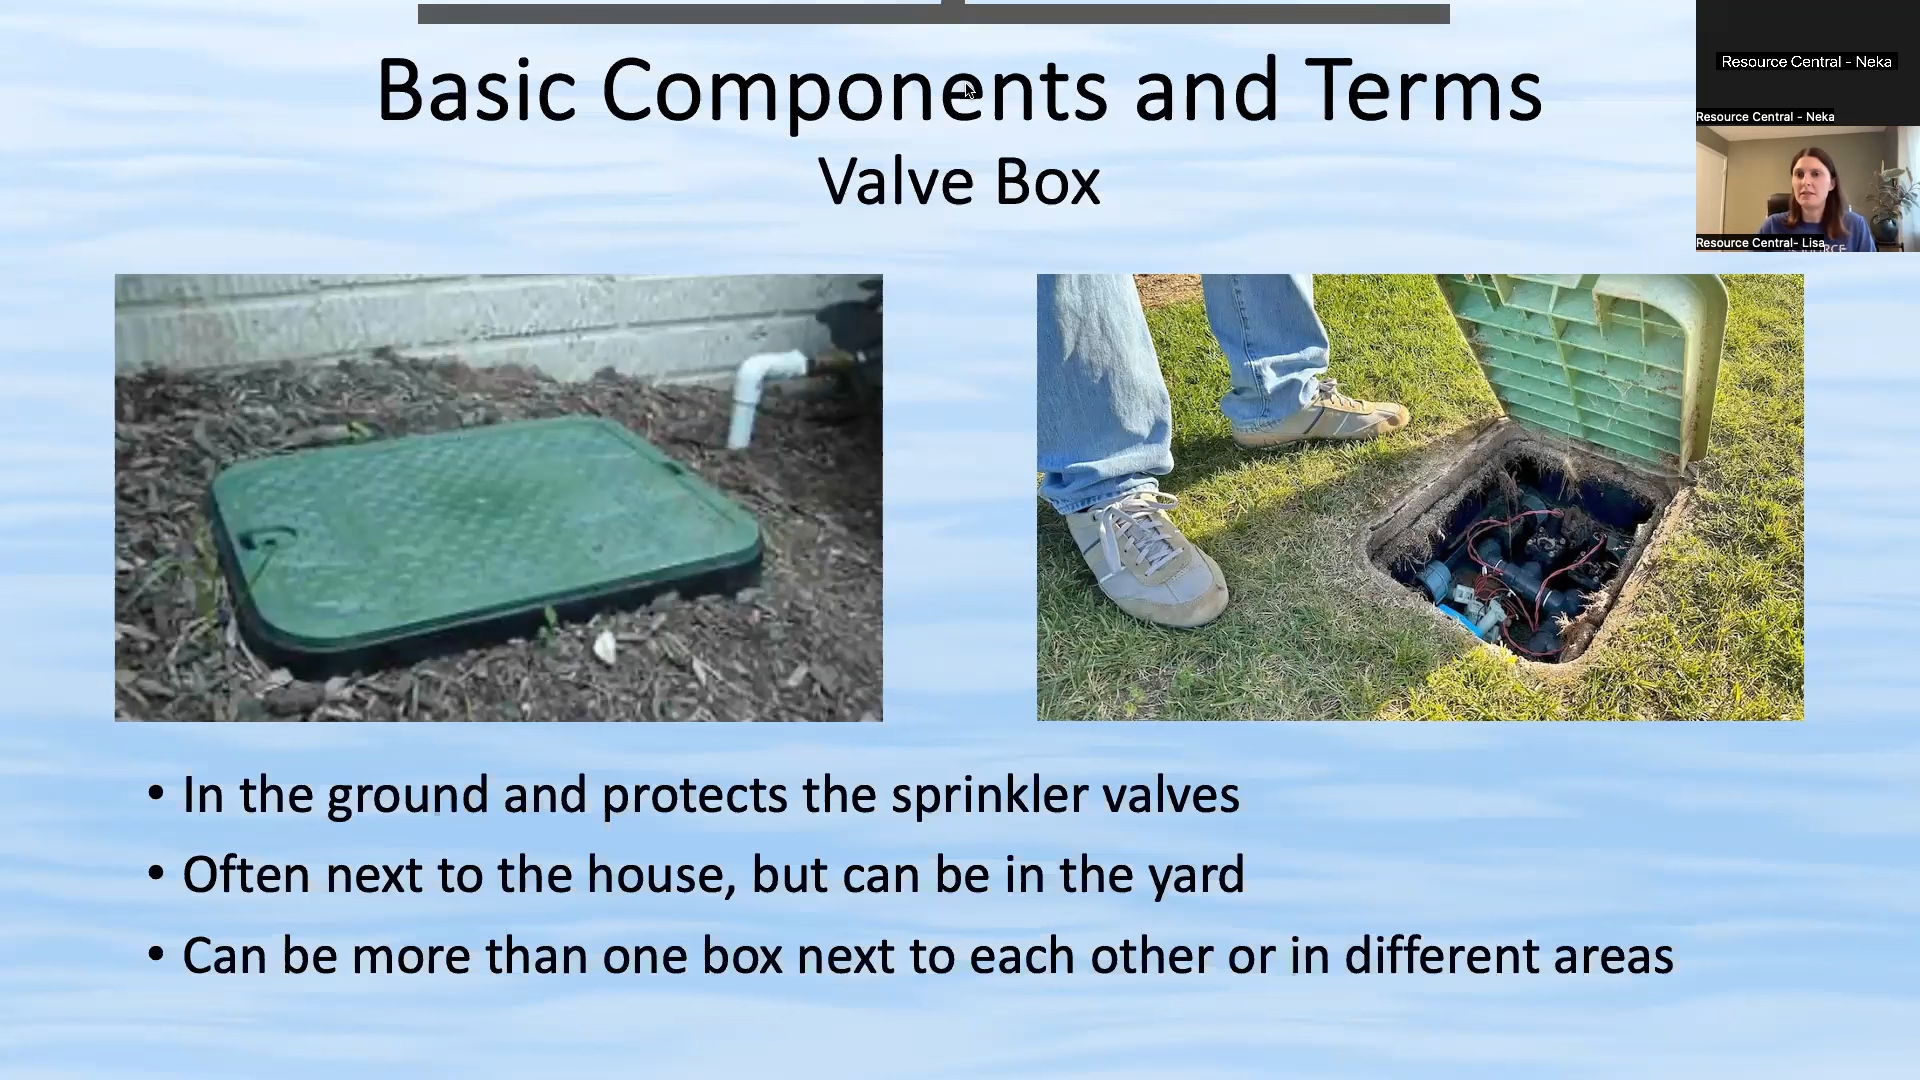 Basic Components and Terms
Valve Box
Resource Central - Neka
Resource Central - Neka
Resource Central- Lisa
• In the ground and protects the sprinkler valves
• Often next to the house, but can be in the yard
• Can be more than one box next to each other or in different areas